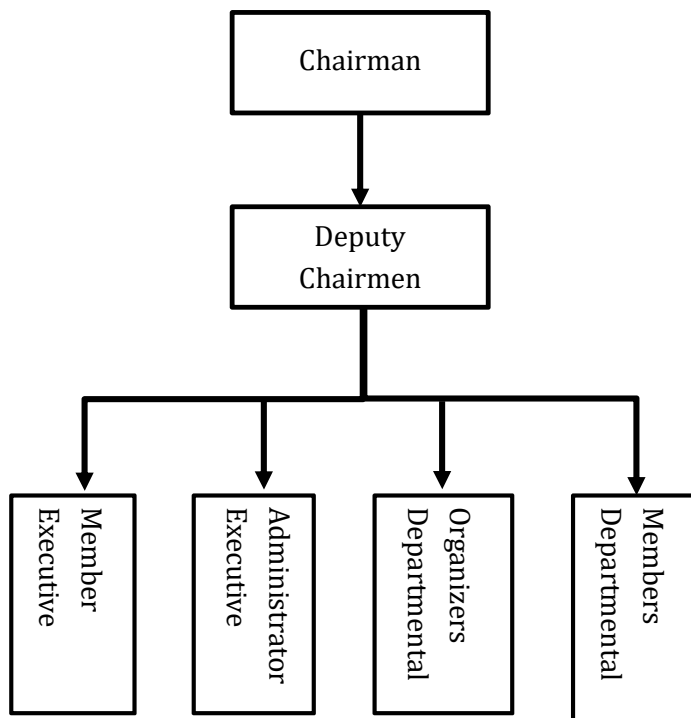 Chairman
Deputy
Chairmen
Member
Executive
Administrator
Executive
Organizers
Departmental
Members
Departmental